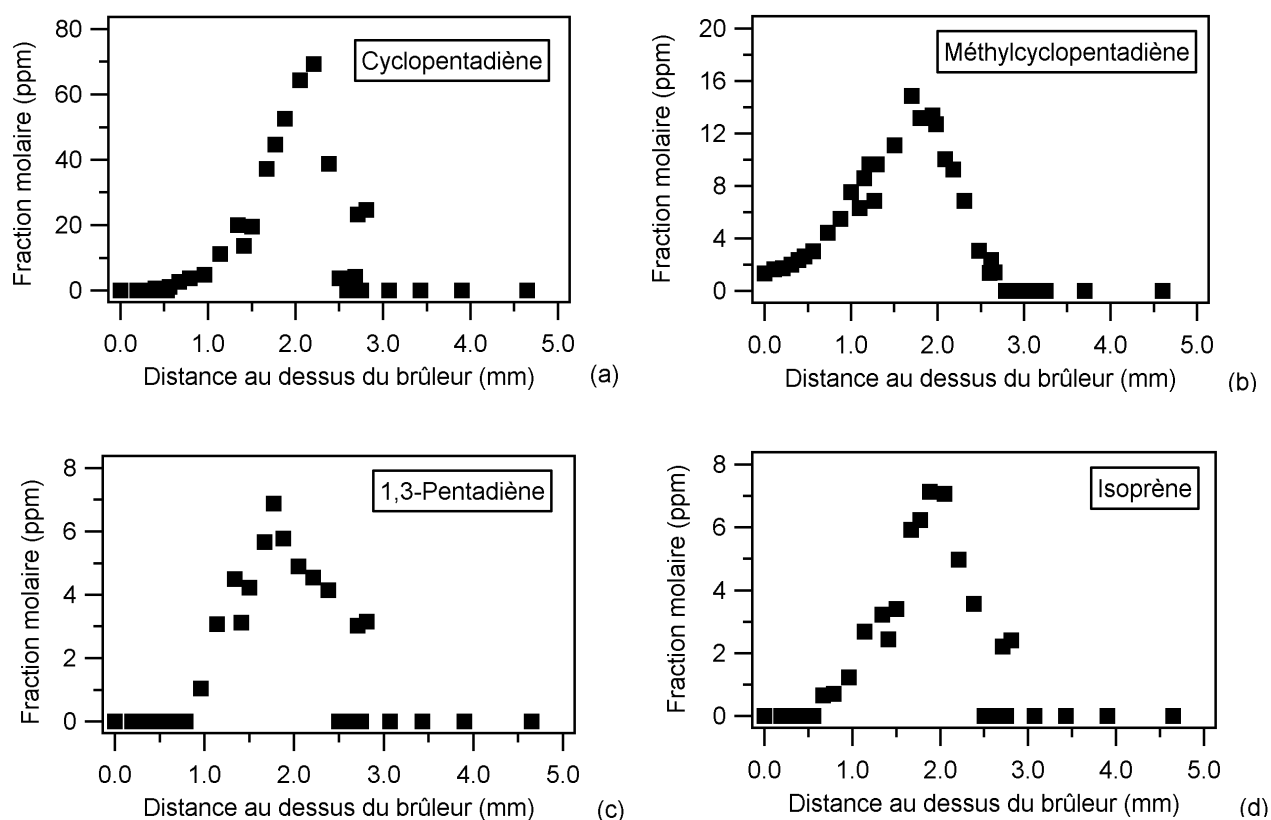 Cyclopentadiène
Fraction molaire (ppm)
80
60
40
20
0
0.0 1.0 2.0 3.0 4.0 5.0
Distance au dessus du brûleur (mm)
(a)
Méthylcyclopentadiène
Fraction molaire (ppm)
20
16
12
8
4
0
0.0 1.0 2.0 3.0 4.0 5.0
Distance au dessus du brûleur (mm)
(b)
1,3-Pentadiène
Fraction molaire (ppm)
8
6
4
2
0
0.0 1.0 2.0 3.0 4.0 5.0
Distance au dessus du brûleur (mm)
(c)
Isoprène
Fraction molaire (ppm)
8
6
4
2
0
0.0 1.0 2.0 3.0 4.0 5.0
Distance au dessus du brûleur (mm)
(d)